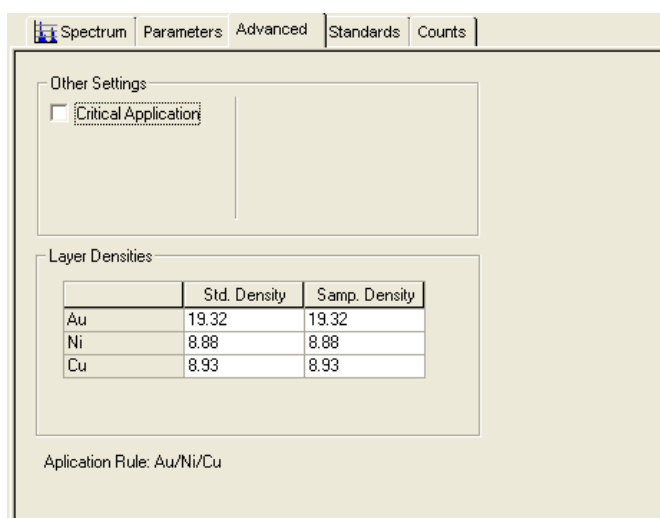 Spectrum Parameters Advanced Standards Counts
Other Settings
Critical Application
Layer Densities
Std. Density Samp. Density
Au 19.32 19.32
Ni 8.88 8.88
Cu 8.93 8.93
Aplication Rule: Au/Ni/Cu